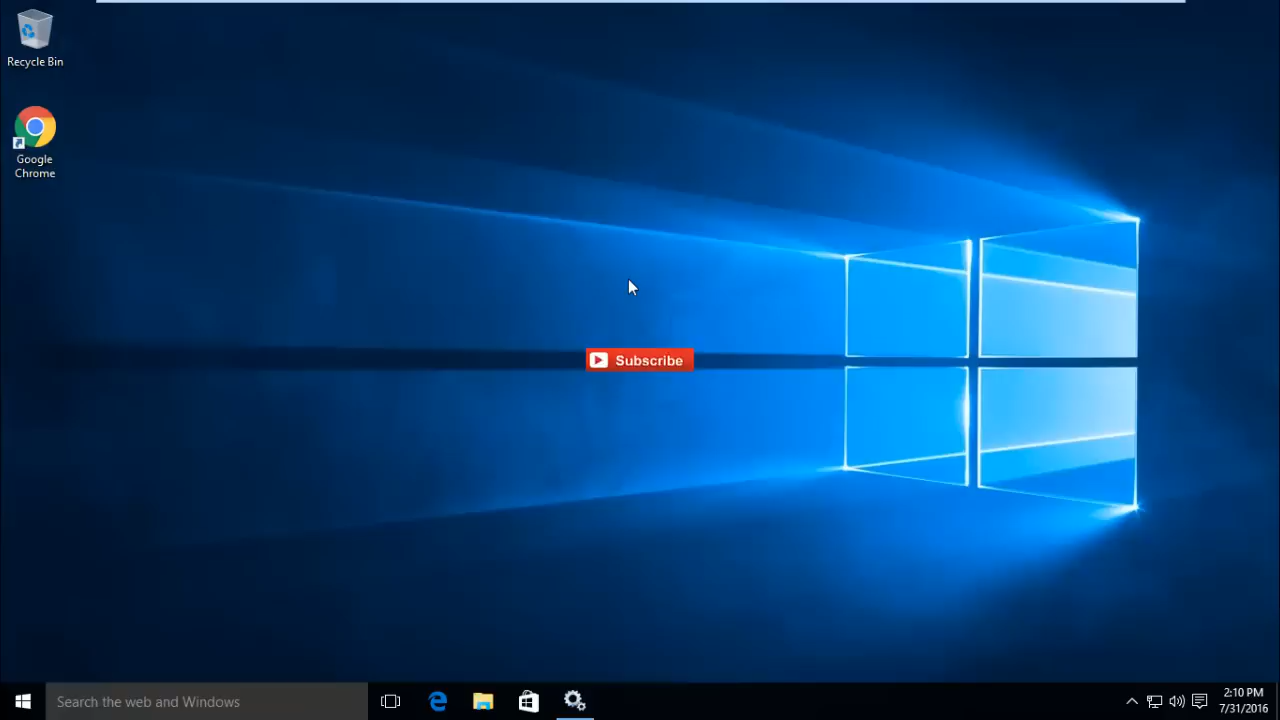 Recycle Bin
Google
Chrome
Subscribe
Search the web and Windows
2:10 PM
7/31/2016